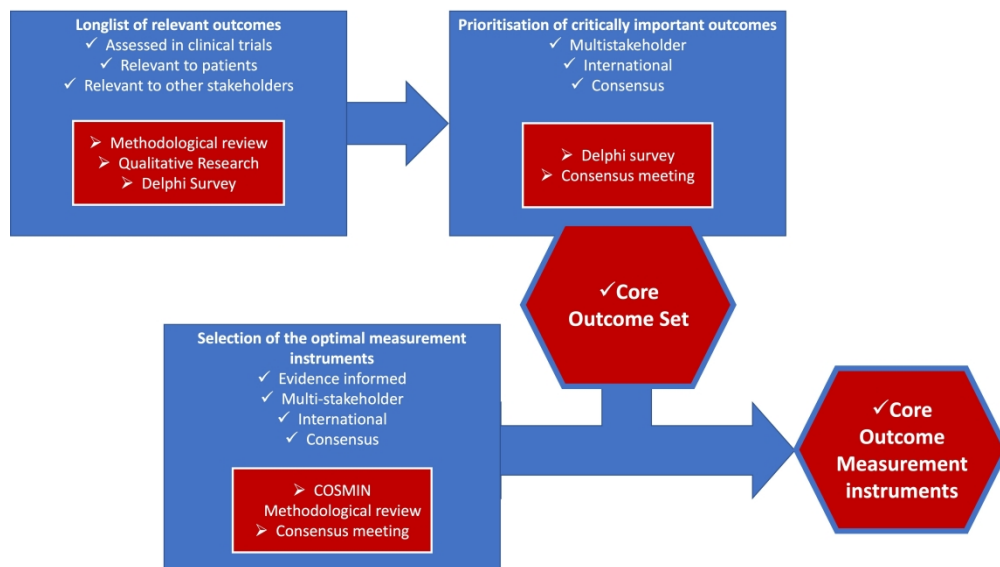 Longlist of relevant outcomes
✓ Assessed in clinical trials
✓ Relevant to patients
✓ Relevant to other stakeholders
➢ Methodological review
➢ Qualitative Research
➢ Delphi Survey
Prioritisation of critically important outcomes
✓ Multistakeholder
✓ International
✓ Consensus
➢ Delphi survey
➢ Consensus meeting
✓Core
Outcome Set
Selection of the optimal measurement
instruments
✓ Evidence informed
✓ Multi-stakeholder
✓ International
✓ Consensus
➢ COSMIN
Methodological review
➢ Consensus meeting
✓Core
Outcome
Measurement
instruments